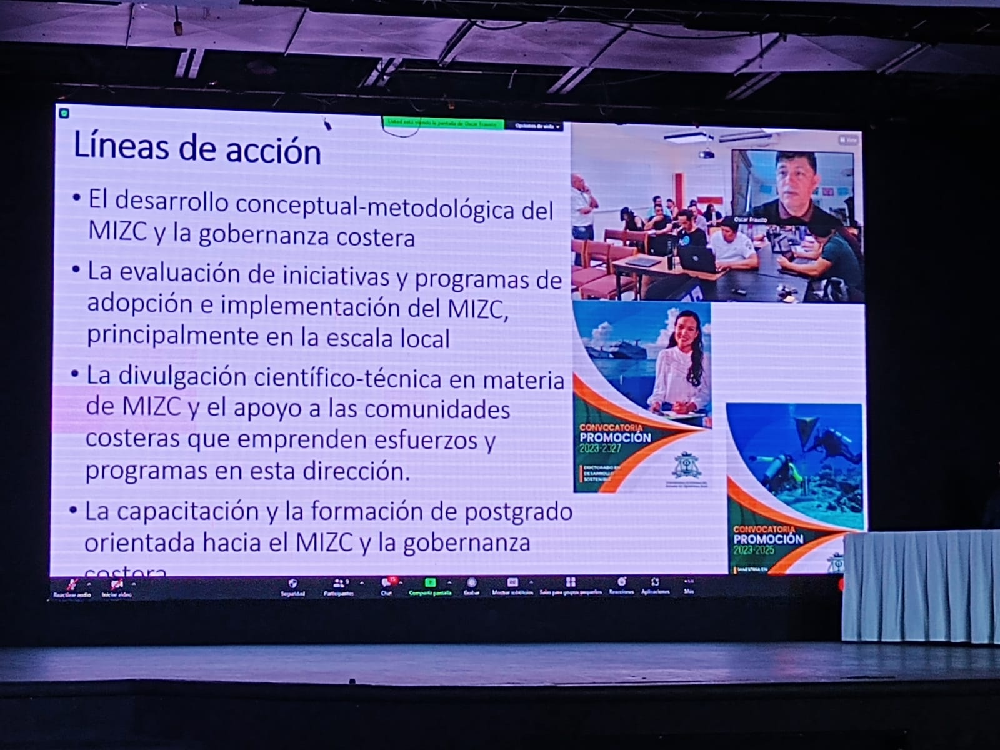 Usted está viendo la pantalla de Oscar Frausto
Opciones de vista
View
Líneas de acción
• El desarrollo conceptual-metodológica del
MIZC y la gobernanza costera
• La evaluación de iniciativas y programas de
adopción e implementación del MIZC,
principalmente en la escala local
• La divulgación científico-técnica en materia
de MIZC y el apoyo a las comunidades
costeras que emprenden esfuerzos y
programas en esta dirección.
• La capacitación y la formación de postgrado
orientada hacia el MIZC y la gobernanza
costera
Oscar Frausto
CONVOCATORIA
PROMOCIÓN
2023-2027
DOCTORADO EN
DESARROLLO
SOSTENIBLE
CONVOCATORIA
PROMOCIÓN
2023-2025
MAESTRÍA EN
Reactivar audio
Iniciar video
Seguridad
Participantes
9
Chat
15
Compartir pantalla
Grabar
Mostrar subtítulos
Salas para grupos pequeños
Reacciones
Aplicaciones
Más